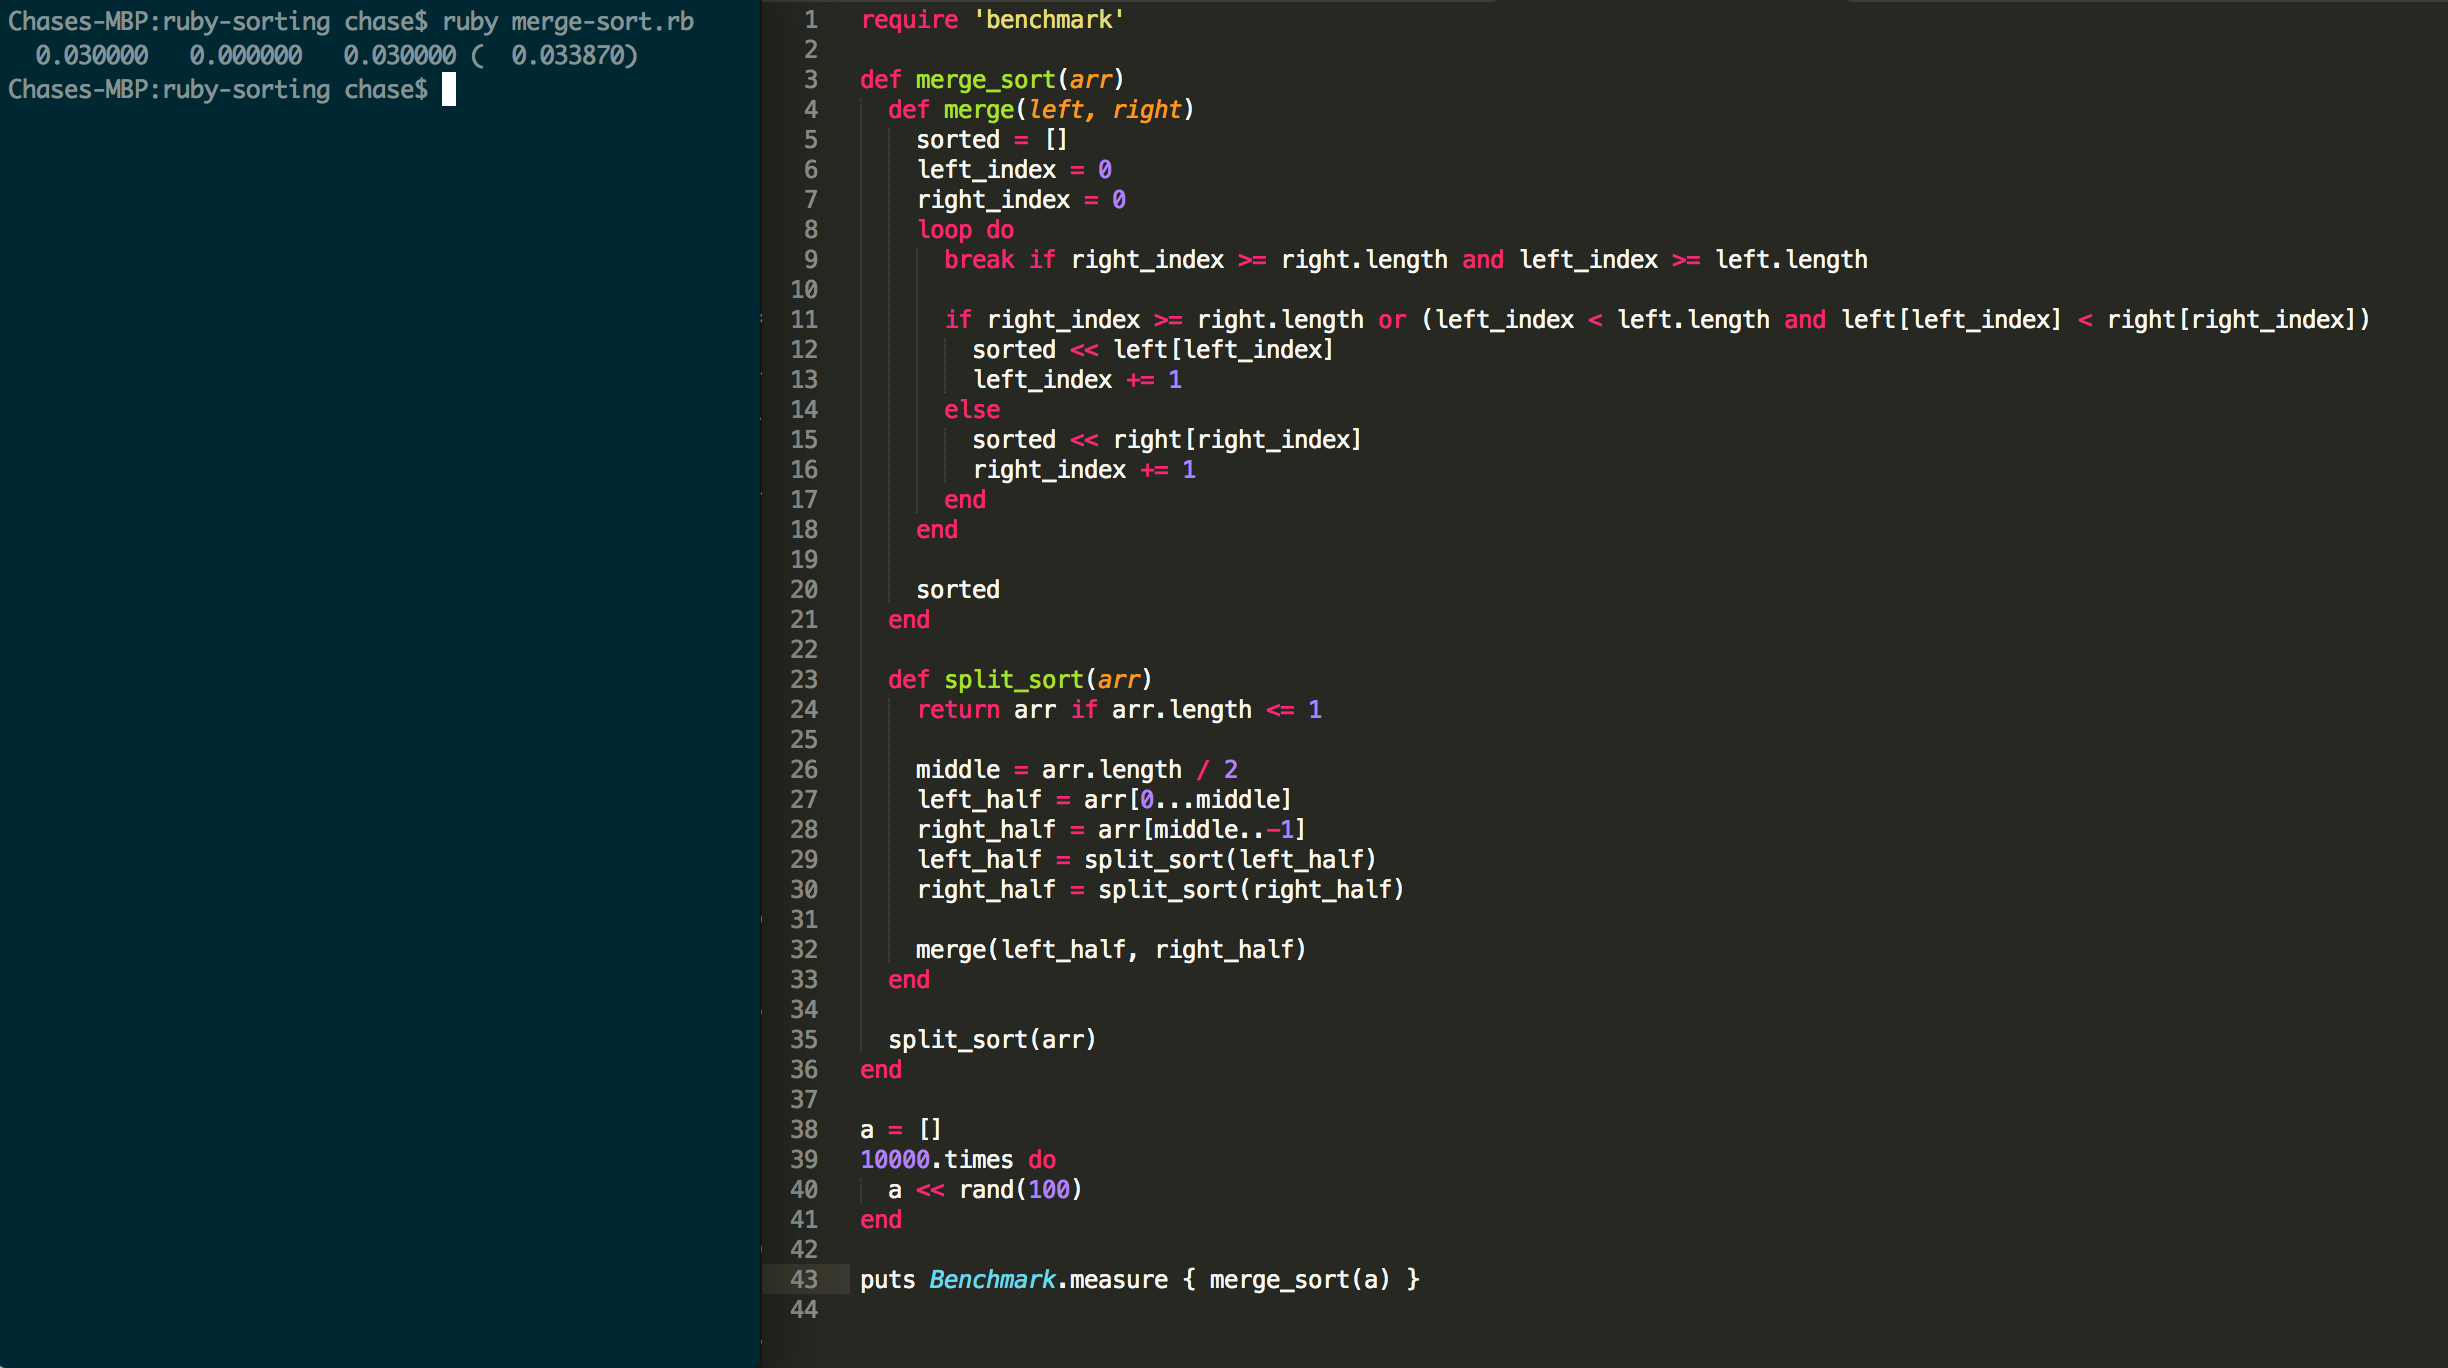 Chases-MBP:ruby-sorting chase$ ruby merge-sort.rb
  0.030000   0.000000   0.030000 (  0.033870)
Chases-MBP:ruby-sorting chase$
1 require 'benchmark'
2
3 def merge_sort(arr)
4   def merge(left, right)
5     sorted = []
6     left_index = 0
7     right_index = 0
8     loop do
9       break if right_index >= right.length and left_index >= left.length
10
11       if right_index >= right.length or (left_index < left.length and left[left_index] < right[right_index])
12         sorted << left[left_index]
13         left_index += 1
14       else
15         sorted << right[right_index]
16         right_index += 1
17       end
18     end
19
20     sorted
21   end
22
23   def split_sort(arr)
24     return arr if arr.length <= 1
25
26     middle = arr.length / 2
27     left_half = arr[0...middle]
28     right_half = arr[middle..-1]
29     left_half = split_sort(left_half)
30     right_half = split_sort(right_half)
31
32     merge(left_half, right_half)
33   end
34
35   split_sort(arr)
36 end
37
38 a = []
39 10000.times do
40   a << rand(100)
41 end
42
43 puts Benchmark.measure { merge_sort(a) }
44